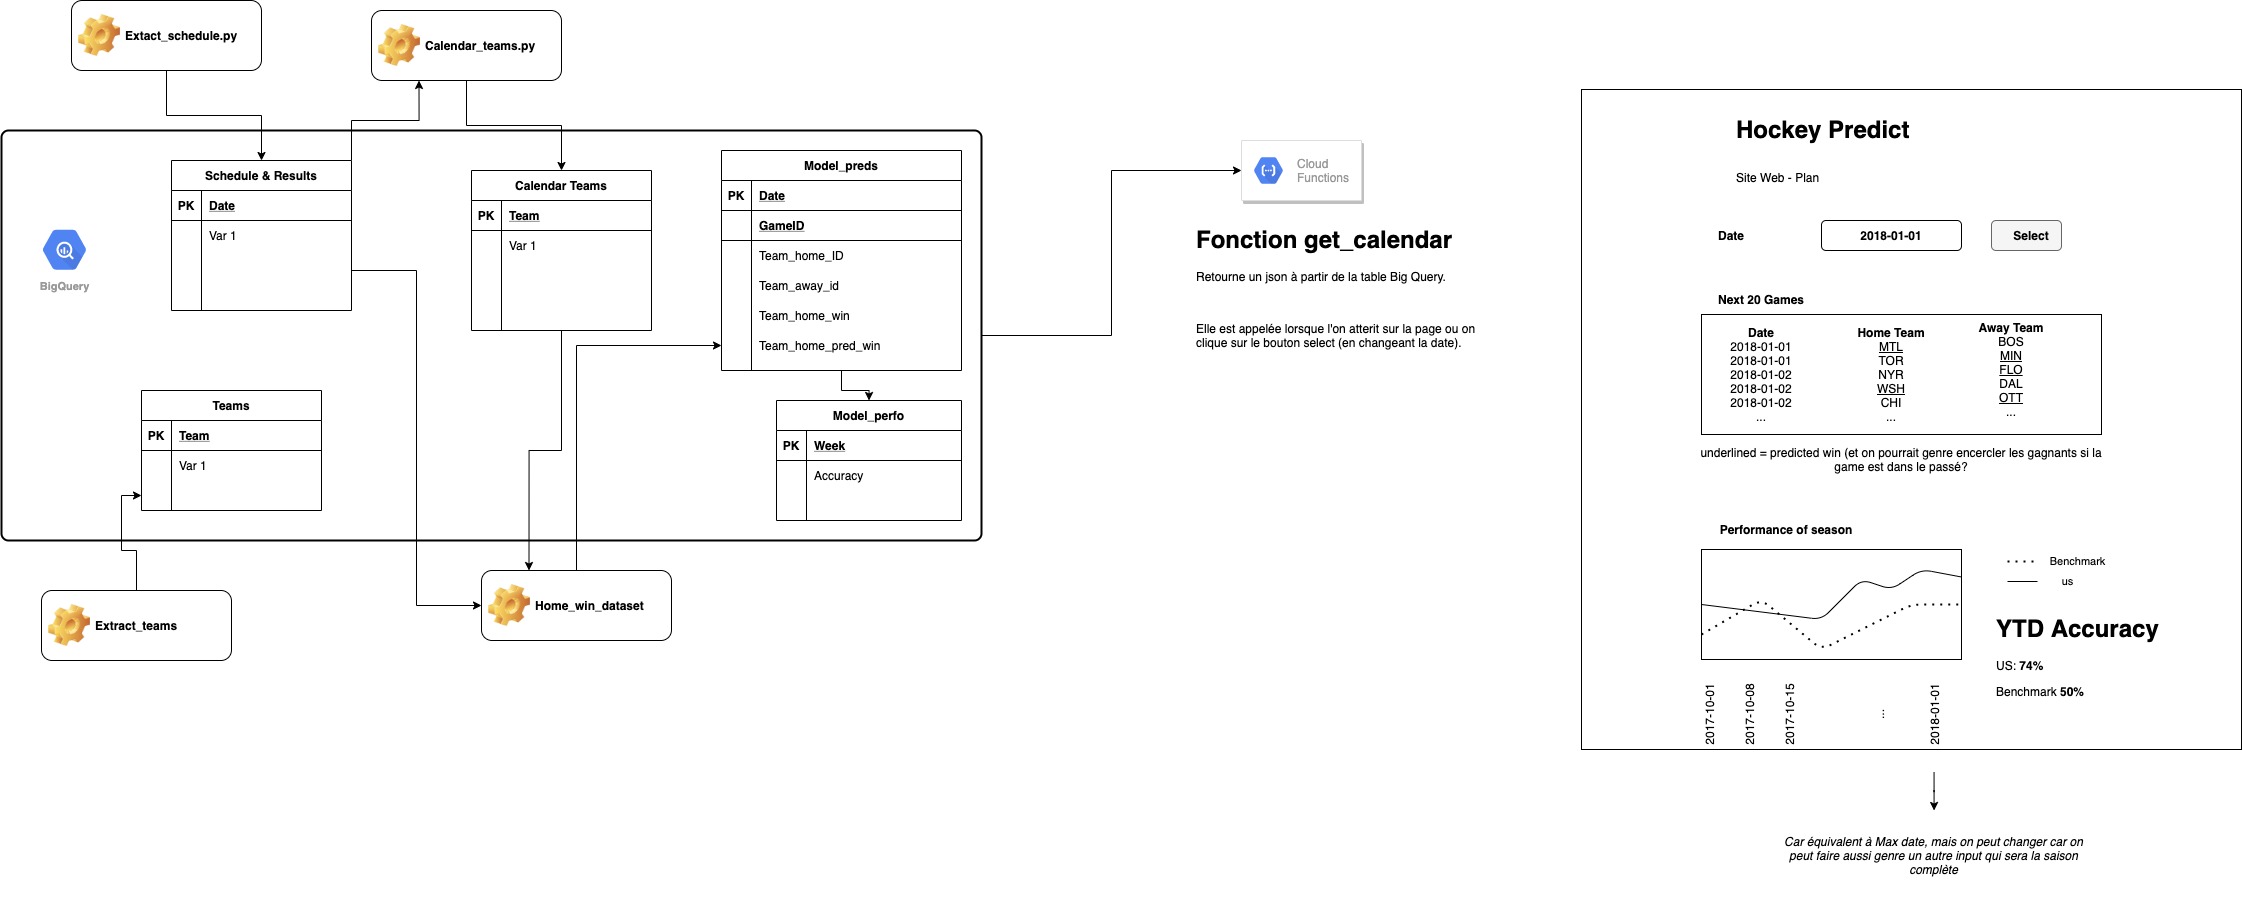 Extact_schedule.py
Calendar_teams.py
Schedule & Results
PK Date
Var 1
BigQuery
Calendar Teams
PK Team
Var 1
Model_preds
PK Date
GameID
Team_home_ID
Team_away_id
Team_home_win
Team_home_pred_win
Teams
PK Team
Var 1
Model_perfo
PK Week
Accuracy
Extract_teams
Home_win_dataset
Cloud
Functions
Fonction get_calendar
Retourne un json à partir de la table Big Query.
Elle est appelée lorsque l'on atterit sur la page ou on
clique sur le bouton select (en changeant la date).
Hockey Predict
Site Web - Plan
Date 2018-01-01 Select
Next 20 Games
Date Home Team Away Team
2018-01-01 MTL BOS
2018-01-01 TOR MIN
2018-01-02 NYR FLO
2018-01-02 WSH DAL
2018-01-02 CHI OTT
... ... ...
underlined = predicted win (et on pourrait genre encercler les gagnants si la
game est dans le passé?
Performance of season
Benchmark
us
YTD Accuracy
US: 74%
Benchmark 50%
2017-10-01
2017-10-08
2017-10-15
...
2018-01-01
Car équivalent à Max date, mais on peut changer car on
peut faire aussi genre un autre input qui sera la saison
complète